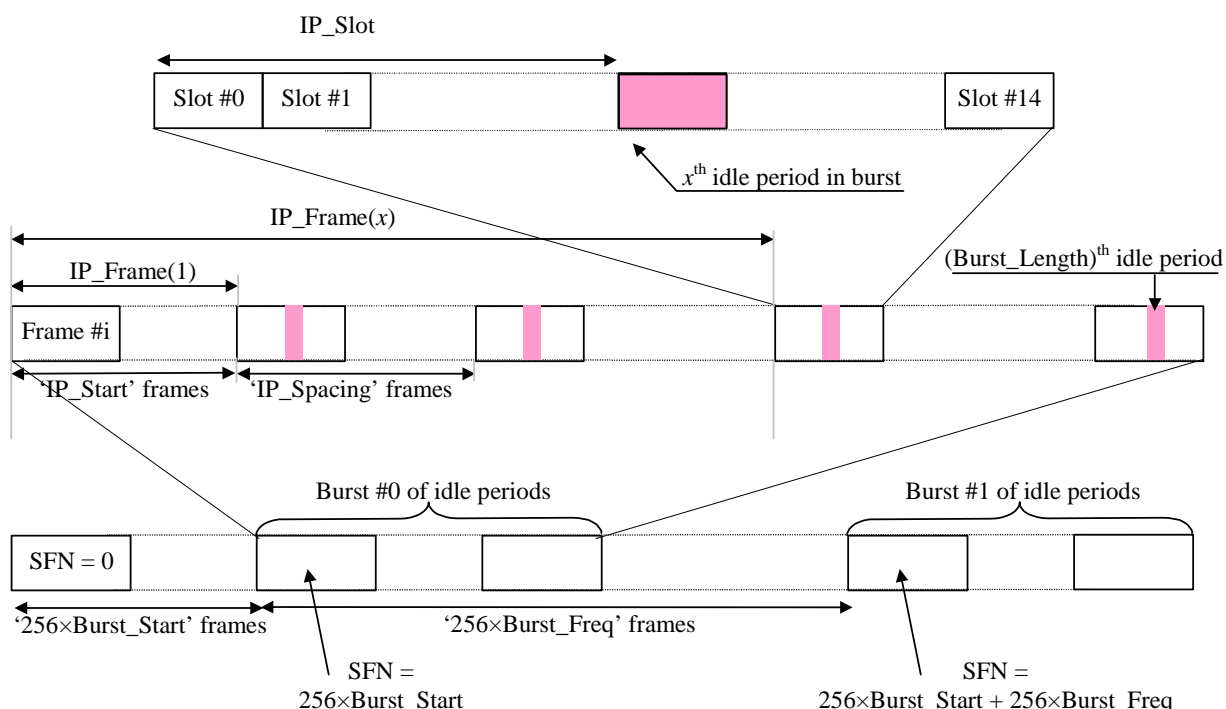 IP_Slot
Slot #0 Slot #1 Slot #14
xth idle period in burst
IP_Frame(x)
IP_Frame(1)
(Burst_Length)th idle period
Frame #i
‘IP_Start’ frames ‘IP_Spacing’ frames
Burst #0 of idle periods Burst #1 of idle periods
SFN = 0
‘256×Burst_Start’ frames ‘256×Burst_Freq’ frames
SFN = SFN =
256×Burst_Start 256×Burst_Start + 256×Burst_Freq